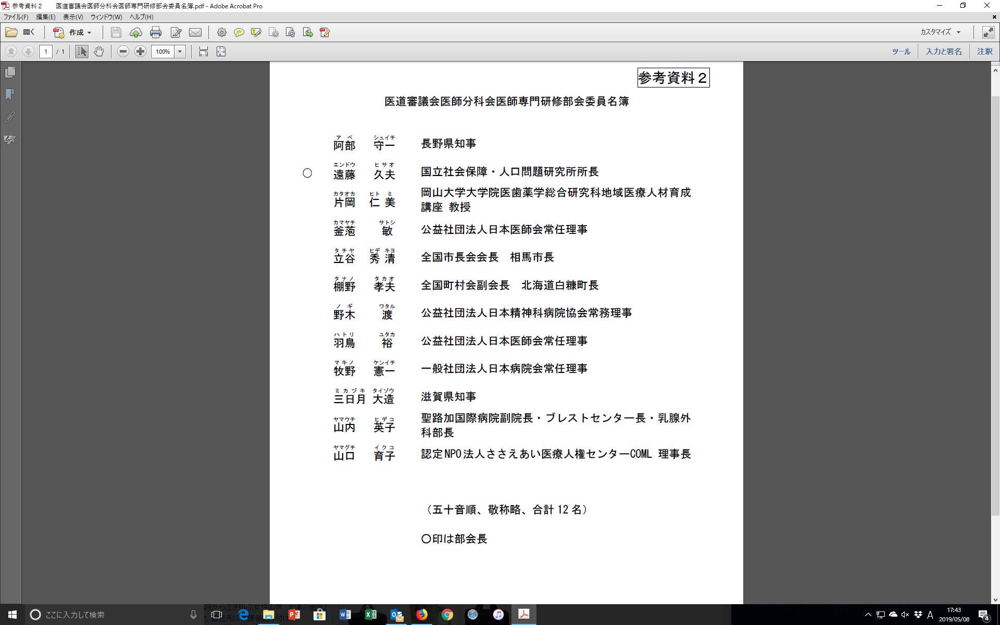 参考資料２　　医道審議会医師分科会医師専門研修部会委員名簿.pdf - Adobe Acrobat Pro
ファイル(F) 編集(E) 表示(V) ウィンドウ(W) ヘルプ(H)
開く 作成 カスタマイズ
1 / 1 100% ツール 入力と署名 注釈
参考資料２
医道審議会医師分科会医師専門研修部会委員名簿
アベ シュイチ
阿部 守一 長野県知事
エンドウ ヒサオ
○ 遠藤 久夫 国立社会保障・人口問題研究所所長
カタオカ ヒトミ
片岡 仁美 岡山大学大学院医歯薬学総合研究科地域医療人材育成
講座 教授
カマヤチ サトシ
釜萢 敏 公益社団法人日本医師会常任理事
タチヤ ヒデキヨ
立谷 秀清 全国市長会会長　相馬市長
タナノ タカオ
棚野 孝夫 全国町村会副会長　北海道白糠町長
ノギ ワタル
野木 渡 公益社団法人日本精神科病院協会常務理事
ハトリ ユタカ
羽鳥 裕 公益社団法人日本医師会常任理事
マキノ ケンイチ
牧野 憲一 一般社団法人日本病院会常任理事
ミカヅキ タイゾウ
三日月 大造 滋賀県知事
ヤマウチ ヒデコ
山内 英子 聖路加国際病院副院長・ブレストセンター長・乳腺外
科部長
ヤマグチ イクコ
山口 育子 認定NPO法人ささえあい医療人権センターCOML 理事長
（五十音順、敬称略、合計12名）
〇印は部会長
ここに入力して検索
A 17:43
2019/05/08
4